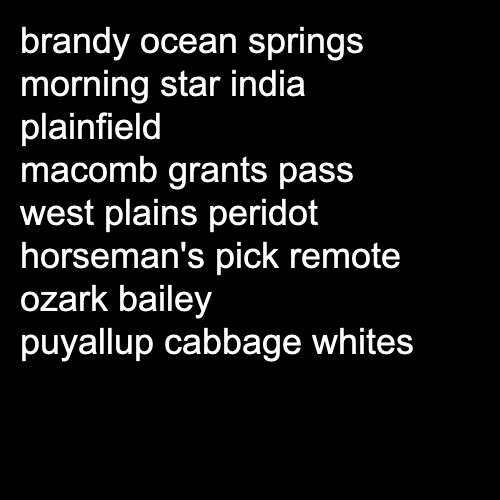 brandy ocean springs
morning star india
plainfield
macomb grants pass
west plains peridot
horseman's pick remote
ozark bailey
puyallup cabbage whites